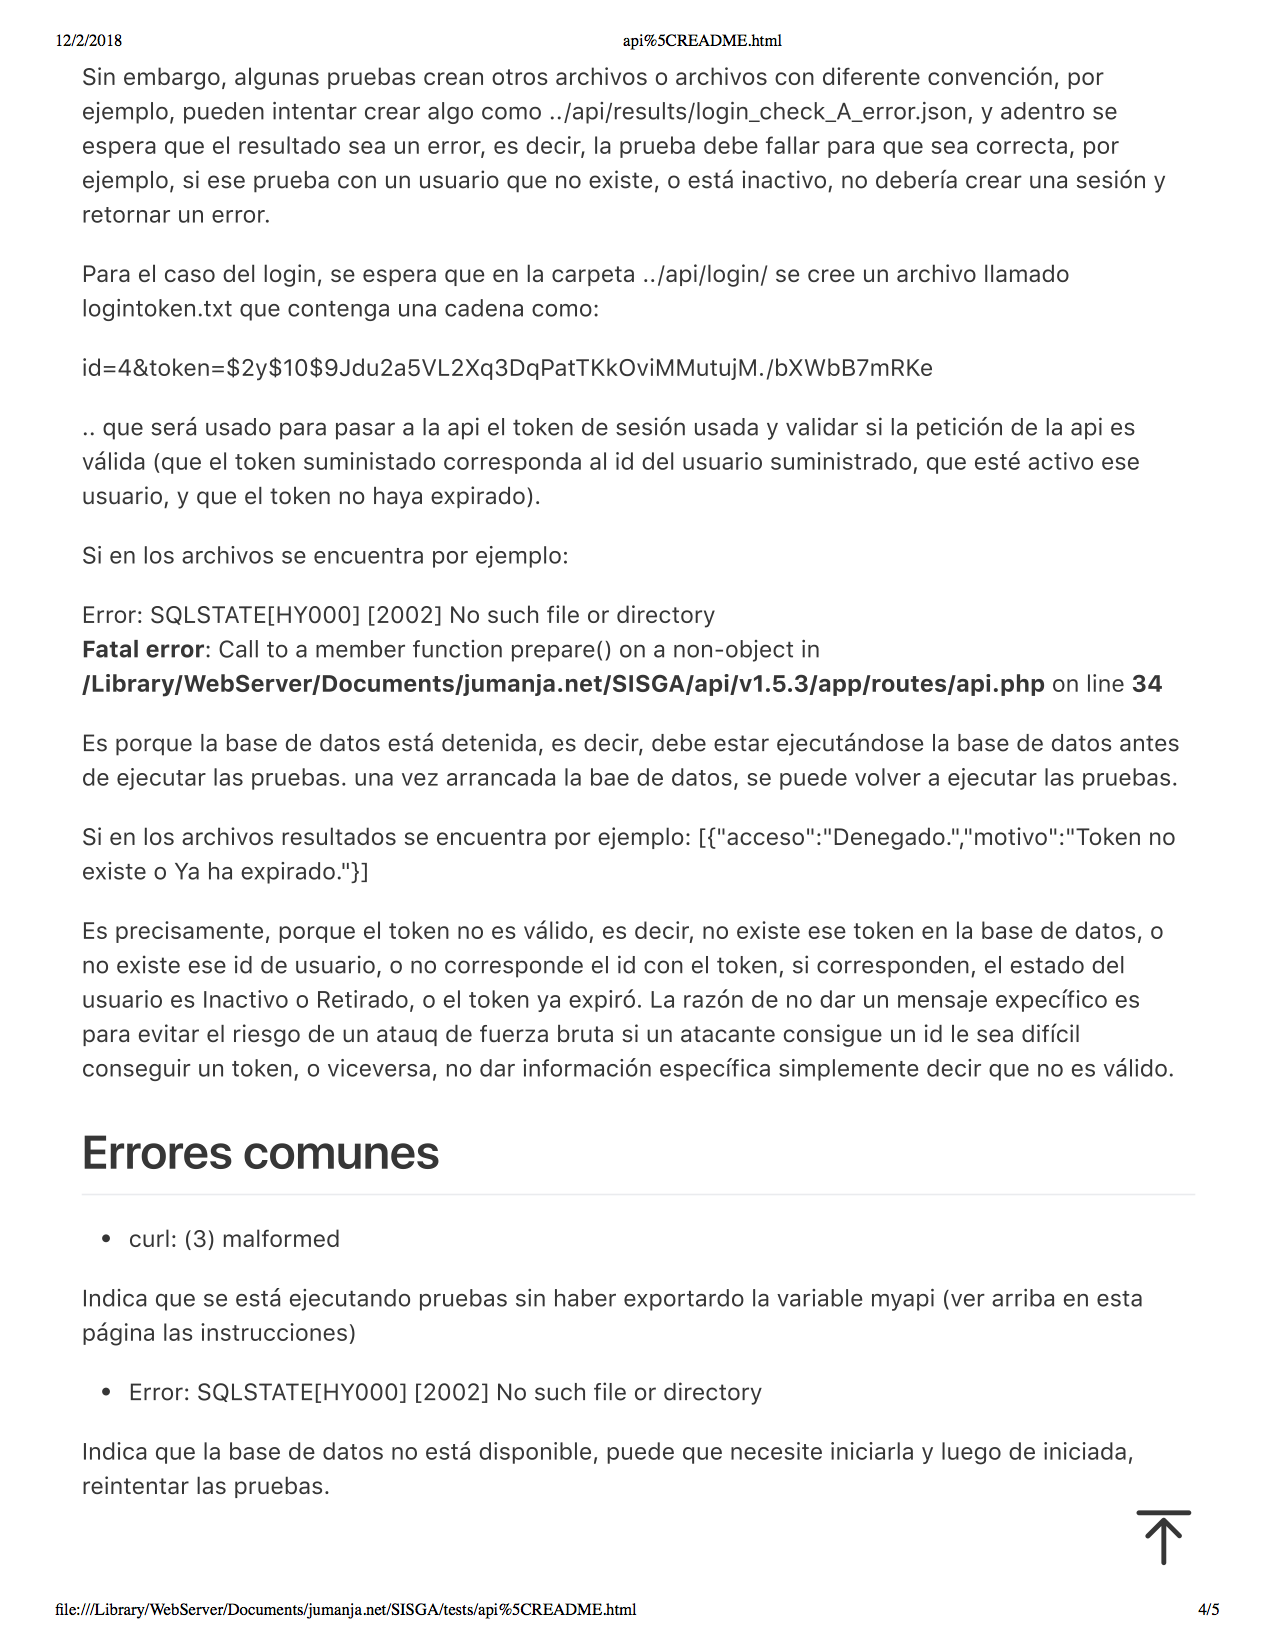 12/2/2018
api%5CREADME.html
Sin embargo, algunas pruebas crean otros archivos o archivos con diferente convención, por
ejemplo, pueden intentar crear algo como ../api/results/login_check_A_error.json, y adentro se
espera que el resultado sea un error, es decir, la prueba debe fallar para que sea correcta, por
ejemplo, si ese prueba con un usuario que no existe, o está inactivo, no debería crear una sesión y
retornar un error.
Para el caso del login, se espera que en la carpeta ../api/login/ se cree un archivo llamado
logintoken.txt que contenga una cadena como:
id=4&token=$2y$10$9Jdu2a5VL2Xq3DqPatTKkOviMMutujM./bXWbB7mRKe
.. que será usado para pasar a la api el token de sesión usada y validar si la petición de la api es
válida (que el token suministado corresponda al id del usuario suministrado, que esté activo ese
usuario, y que el token no haya expirado).
Si en los archivos se encuentra por ejemplo:
Error: SQLSTATE[HY000] [2002] No such file or directory
Fatal error: Call to a member function prepare() on a non-object in
/Library/WebServer/Documents/jumanja.net/SISGA/api/v1.5.3/app/routes/api.php on line 34
Es porque la base de datos está detenida, es decir, debe estar ejecutándose la base de datos antes
de ejecutar las pruebas. una vez arrancada la bae de datos, se puede volver a ejecutar las pruebas.
Si en los archivos resultados se encuentra por ejemplo: [{"acceso":"Denegado.","motivo":"Token no
existe o Ya ha expirado."}]
Es precisamente, porque el token no es válido, es decir, no existe ese token en la base de datos, o
no existe ese id de usuario, o no corresponde el id con el token, si corresponden, el estado del
usuario es Inactivo o Retirado, o el token ya expiró. La razón de no dar un mensaje expecífico es
para evitar el riesgo de un atauq de fuerza bruta si un atacante consigue un id le sea difícil
conseguir un token, o viceversa, no dar información específica simplemente decir que no es válido.
Errores comunes
• curl: (3) malformed
Indica que se está ejecutando pruebas sin haber exportardo la variable myapi (ver arriba en esta
página las instrucciones)
• Error: SQLSTATE[HY000] [2002] No such file or directory
Indica que la base de datos no está disponible, puede que necesite iniciarla y luego de iniciada,
reintentar las pruebas.
file:///Library/WebServer/Documents/jumanja.net/SISGA/tests/api%5CREADME.html
4/5